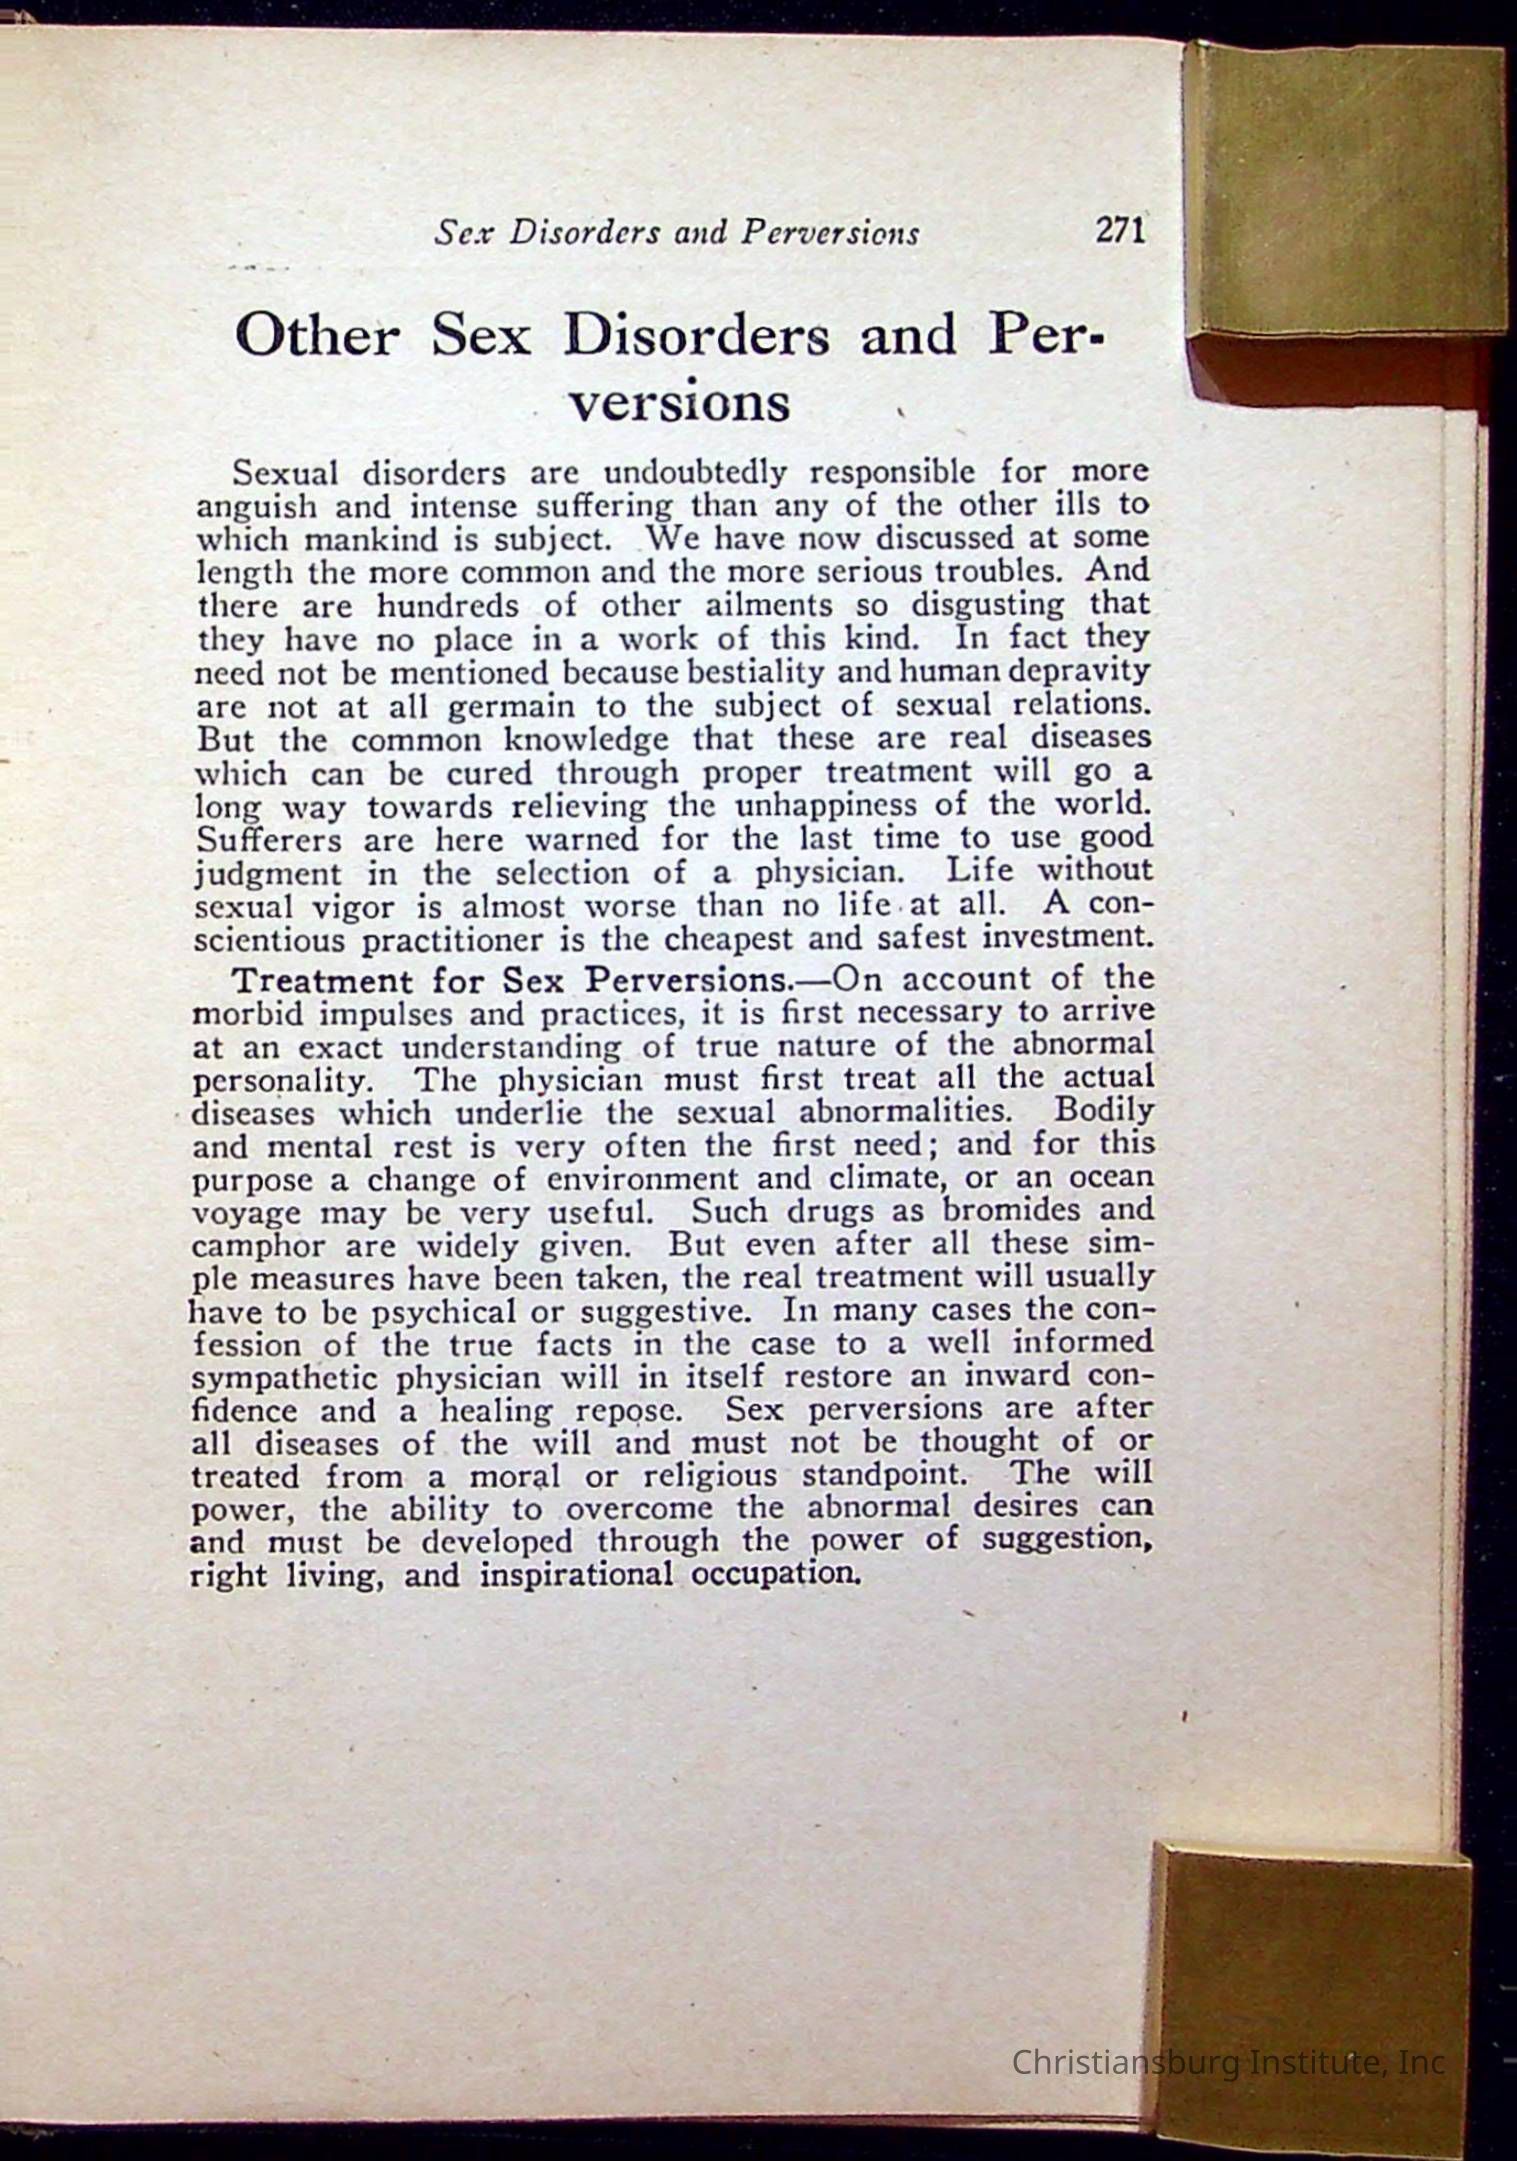 Sex Disorders and Perversions 271
Other Sex Disorders and Per-
versions
Sexual disorders are undoubtedly responsible for more
anguish and intense suffering than any of the other ills to
which mankind is subject. We have now discussed at some
length the more common and the more serious troubles. And
there are hundreds of other ailments so disgusting that
they have no place in a work of this kind. In fact they
need not be mentioned because bestiality and human depravity
are not at all germain to the subject of sexual relations.
But the common knowledge that these are real diseases
which can be cured through proper treatment will go a
long way towards relieving the unhappiness of the world.
Sufferers are here warned for the last time to use good
judgment in the selection of a physician. Life without
sexual vigor is almost worse than no life at all. A con-
scientious practitioner is the cheapest and safest investment.
Treatment for Sex Perversions.—On account of the
morbid impulses and practices, it is first necessary to arrive
at an exact understanding of true nature of the abnormal
personality. The physician must first treat all the actual
diseases which underlie the sexual abnormalities. Bodily
and mental rest is very often the first need; and for this
purpose a change of environment and climate, or an ocean
voyage may be very useful. Such drugs as bromides and
camphor are widely given. But even after all these sim-
ple measures have been taken, the real treatment will usually
have to be psychical or suggestive. In many cases the con-
fession of the true facts in the case to a well informed
sympathetic physician will in itself restore an inward con-
fidence and a healing repose. Sex perversions are after
all diseases of the will and must not be thought of or
treated from a moral or religious standpoint. The will
power, the ability to overcome the abnormal desires can
and must be developed through the power of suggestion,
right living, and inspirational occupation.
Christiansburg Institute, Inc